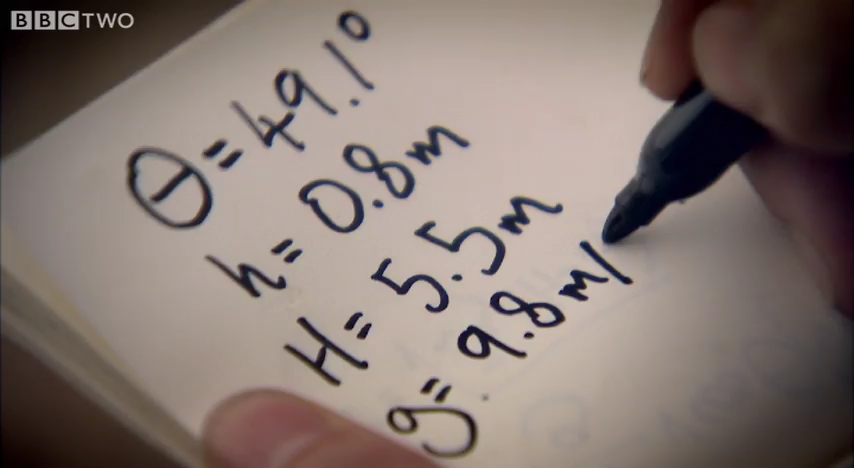 BBC TWO
θ = 49.1°
h = 0.8m
H = 5.5m
g = 9.8m/